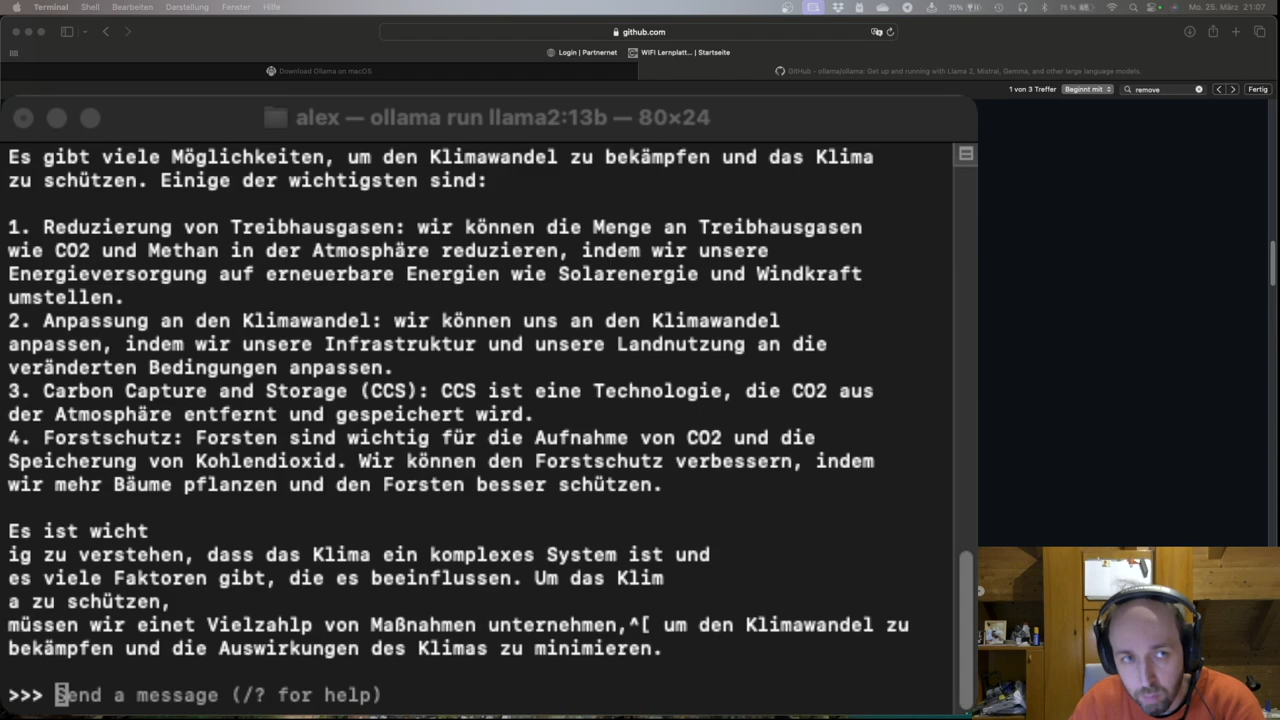 Terminal Shell Bearbeiten Darstellung Fenster Hilfe 75% 75 % Mo. 25. März 21:07
github.com
Login | Partnernet WIFI Lernplatt... | Startseite
Download Ollama on macOS GitHub - ollama/ollama: Get up and running with Llama 2, Mistral, Gemma, and other large language models.
1 von 3 Treffer Beginnt mit remove Fertig
alex — ollama run llama2:13b — 80×24
Es gibt viele Möglichkeiten, um den Klimawandel zu bekämpfen und das Klima
zu schützen. Einige der wichtigsten sind:
1. Reduzierung von Treibhausgasen: wir können die Menge an Treibhausgasen
wie CO2 und Methan in der Atmosphäre reduzieren, indem wir unsere
Energieversorgung auf erneuerbare Energien wie Solarenergie und Windkraft
umstellen.
2. Anpassung an den Klimawandel: wir können uns an den Klimawandel
anpassen, indem wir unsere Infrastruktur und unsere Landnutzung an die
veränderten Bedingungen anpassen.
3. Carbon Capture and Storage (CCS): CCS ist eine Technologie, die CO2 aus
der Atmosphäre entfernt und gespeichert wird.
4. Forstschutz: Forsten sind wichtig für die Aufnahme von CO2 und die
Speicherung von Kohlendioxid. Wir können den Forstschutz verbessern, indem
wir mehr Bäume pflanzen und den Forsten besser schützen.
Es ist wicht
ig zu verstehen, dass das Klima ein komplexes System ist und
es viele Faktoren gibt, die es beeinflussen. Um das Klim
a zu schützen,
müssen wir einet Vielzahlp von Maßnahmen unternehmen,^[ um den Klimawandel zu
bekämpfen und die Auswirkungen des Klimas zu minimieren.
>>> Send a message (/? for help)